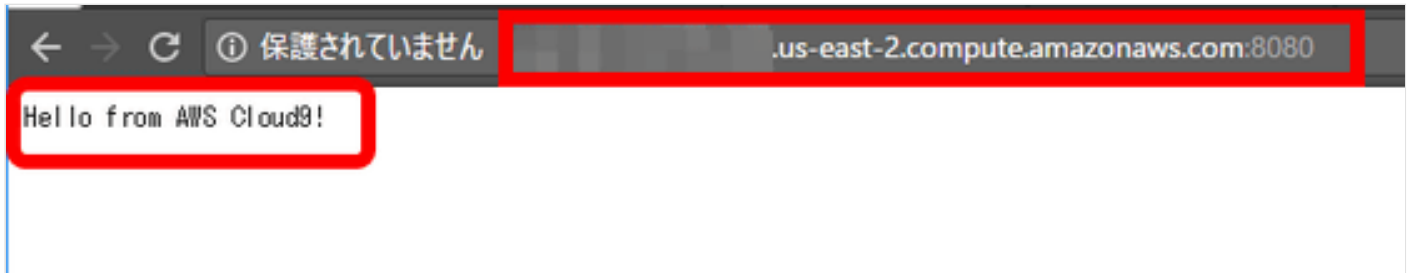 保護されていません .us-east-2.compute.amazonaws.com:8080
Hello from AWS Cloud9!